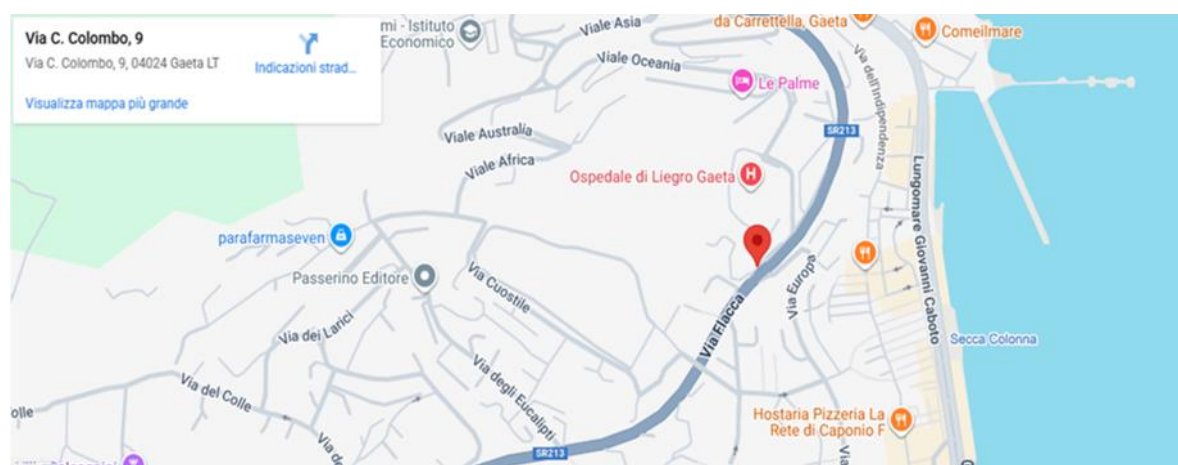 Via C. Colombo, 9
Via C. Colombo, 9, 04024 Gaeta LT
Indicazioni strad...
Visualizza mappa più grande
mi - Istituto
Economico
Viale Asia
da Carrettella, Gaeta
Comeilmare
Viale Oceania
Le Palme
Via dell'Indipendenza
SR213
Viale Australia
Viale Africa
Ospedale di Liegro Gaeta
H
Lungomare Giovanni Caboto
parafarmaseven
Passerino Editore
Via Cuostile
Via Europa
Via Flacca
Via dei Larici
Secca Colonna
Via degli Eucalipti
Via del Colle
olle
Hostaria Pizzeria La
Rete di Caponio F
SR213